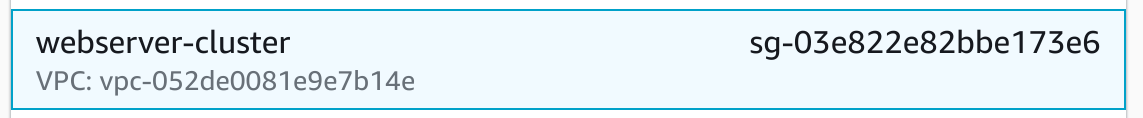 webserver-cluster sg-03e822e82bbe173e6
VPC: vpc-052de0081e9e7b14e